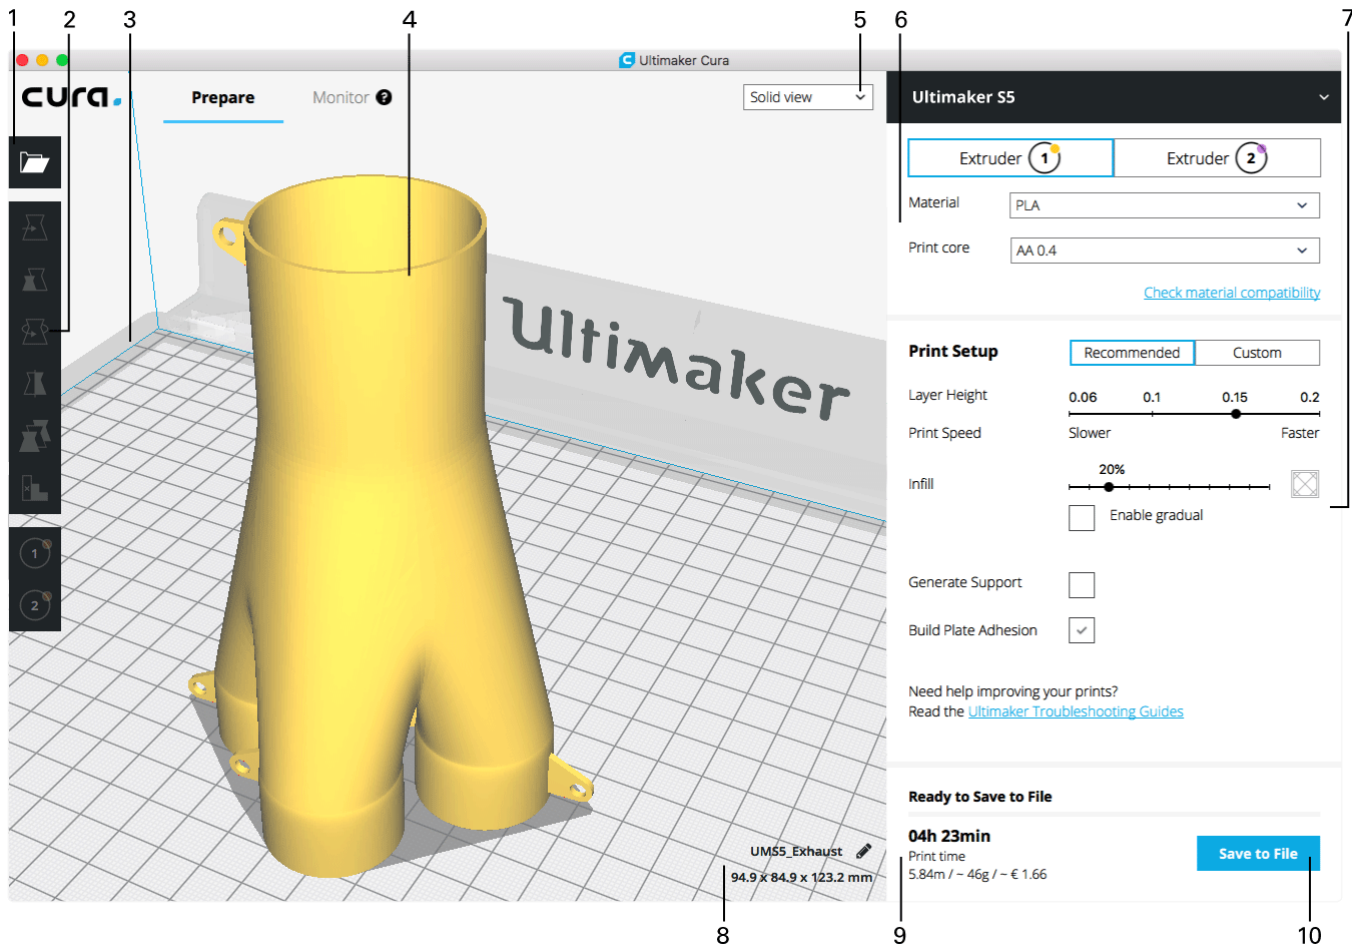 1 2 3 4 5 6 7
Ultimaker Cura
cura.
Prepare Monitor ?
Solid view
Ultimaker S5
Extruder 1
Extruder 2
Material PLA
Print core AA 0.4
Check material compatibility
Ultimaker
Print Setup Recommended Custom
Layer Height 0.06 0.1 0.15 0.2
Print Speed Slower Faster
20%
Infill
Enable gradual
1
2
Generate Support
Build Plate Adhesion
Need help improving your prints?
Read the Ultimaker Troubleshooting Guides
Ready to Save to File
04h 23min
Print time
5.84m / ~ 46g / ~ € 1.66
Save to File
UMS5_Exhaust
94.9 x 84.9 x 123.2 mm
8 9 10